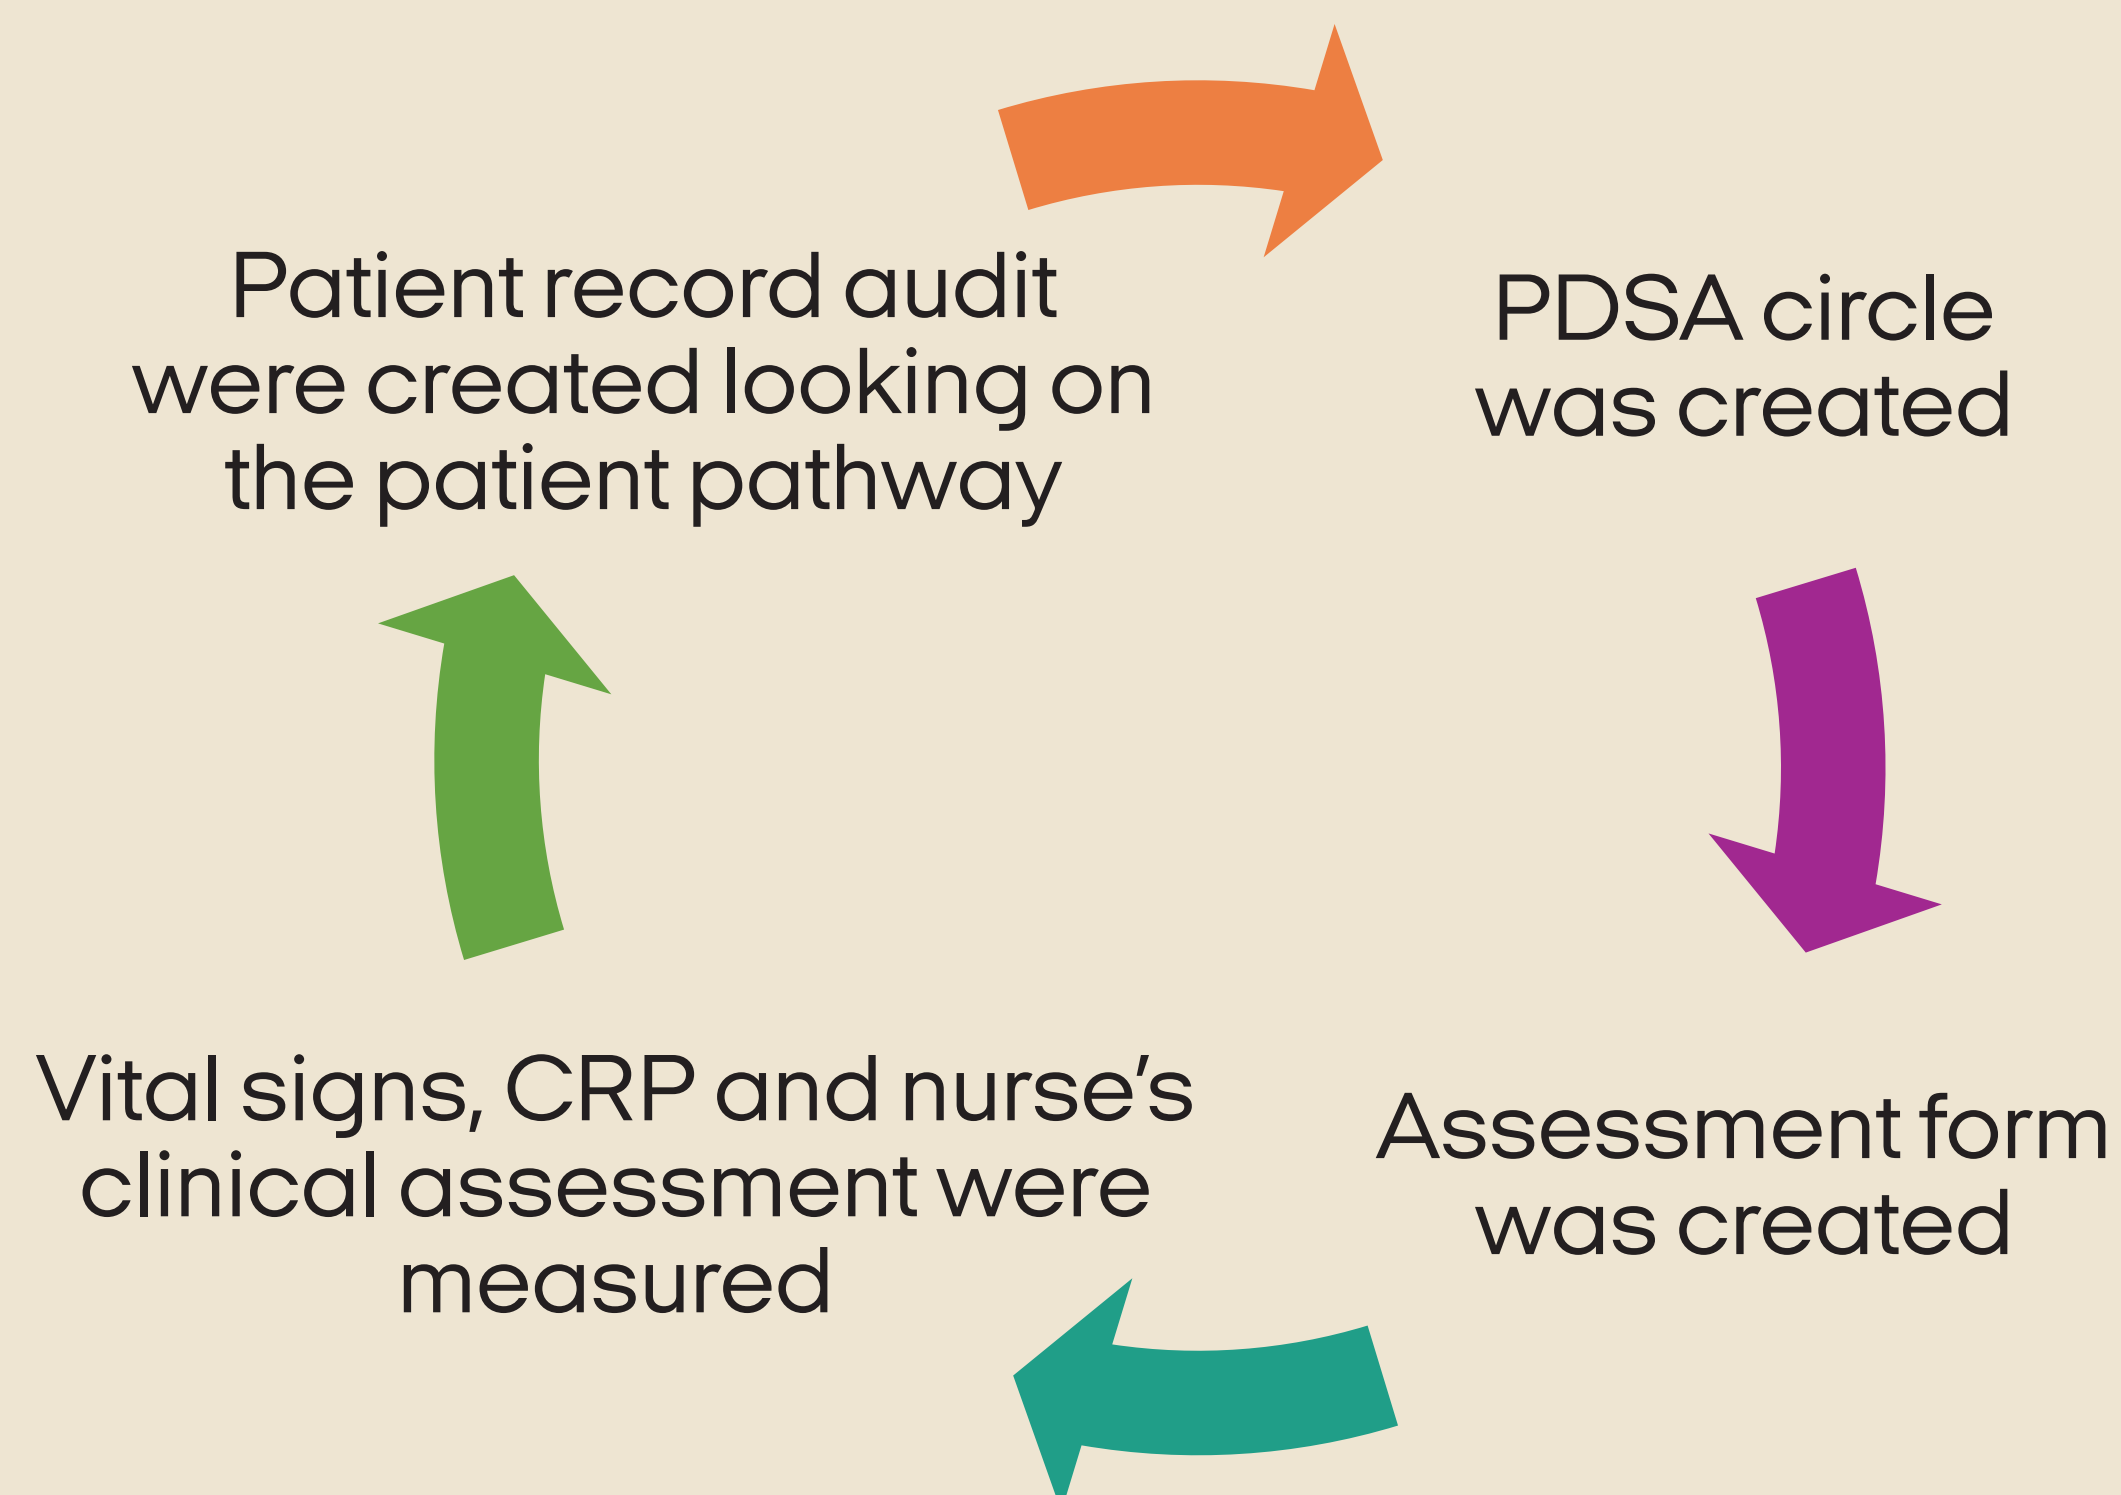 Patient record audit
were created looking on
the patient pathway
PDSA circle
was created
Assessment form
was created
Vital signs, CRP and nurse’s
clinical assessment were
measured